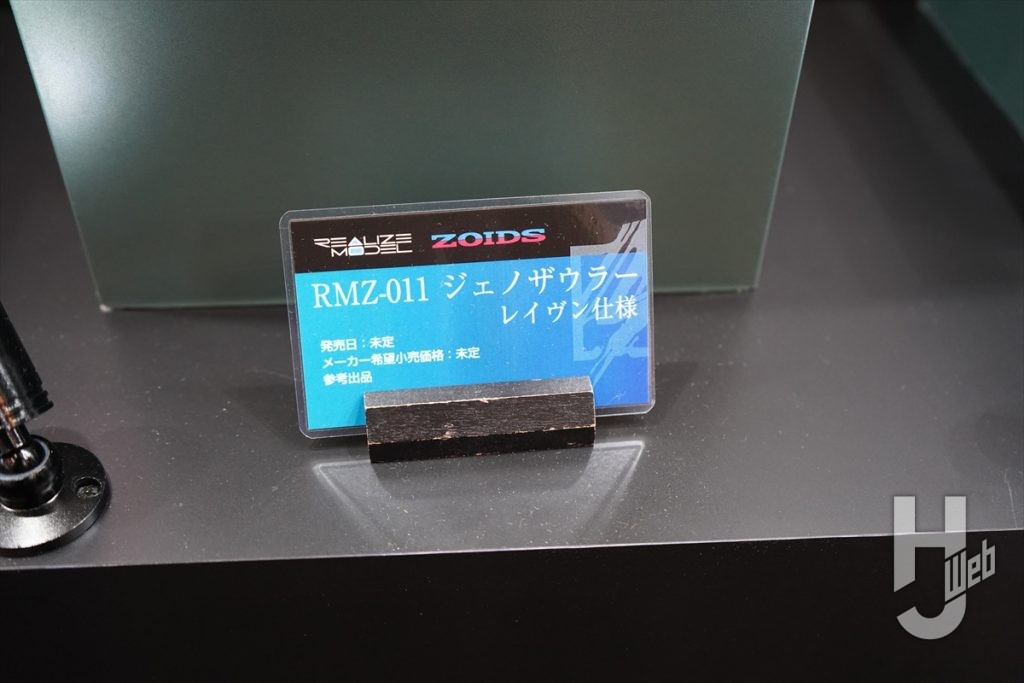 REALIZE MODEL ZOIDS
RMZ-011 ジェノザウラー
レイヴン仕様
発売日：未定
メーカー希望小売価格：未定
参考出品
HJ Web